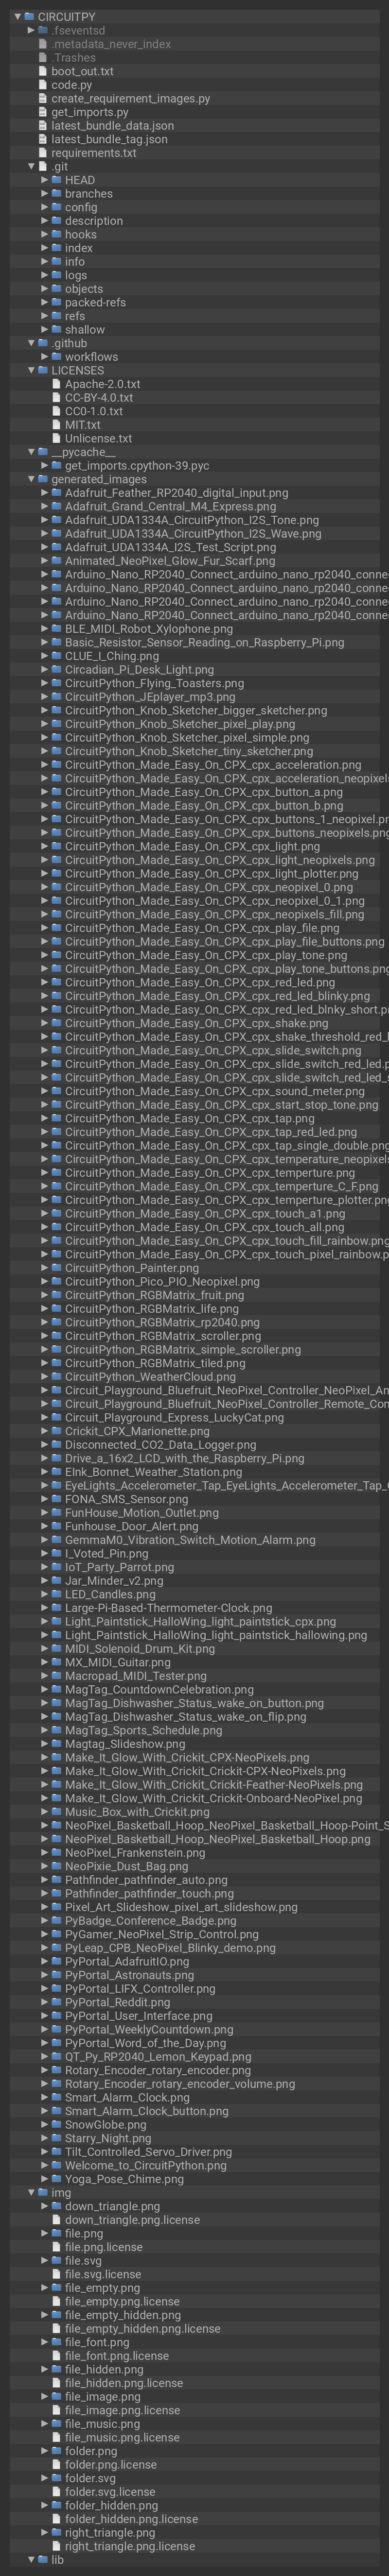 CIRCUITPY
.fseventsd
.metadata_never_index
.Trashes
boot_out.txt
code.py
create_requirement_images.py
get_imports.py
latest_bundle_data.json
latest_bundle_tag.json
requirements.txt
.git
HEAD
branches
config
description
hooks
index
info
logs
objects
packed-refs
refs
shallow
.github
workflows
LICENSES
Apache-2.0.txt
CC-BY-4.0.txt
CC0-1.0.txt
MIT.txt
Unlicense.txt
__pycache__
get_imports.cpython-39.pyc
generated_images
Adafruit_Feather_RP2040_digital_input.png
Adafruit_Grand_Central_M4_Express.png
Adafruit_UDA1334A_CircuitPython_I2S_Tone.png
Adafruit_UDA1334A_CircuitPython_I2S_Wave.png
Adafruit_UDA1334A_I2S_Test_Script.png
Animated_NeoPixel_Glow_Fur_Scarf.png
Arduino_Nano_RP2040_Connect_arduino_nano_rp2040_conne
Arduino_Nano_RP2040_Connect_arduino_nano_rp2040_conne
Arduino_Nano_RP2040_Connect_arduino_nano_rp2040_conne
Arduino_Nano_RP2040_Connect_arduino_nano_rp2040_conne
BLE_MIDI_Robot_Xylophone.png
Basic_Resistor_Sensor_Reading_on_Raspberry_Pi.png
CLUE_I_Ching.png
Circadian_Pi_Desk_Light.png
CircuitPython_Flying_Toasters.png
CircuitPython_JEplayer_mp3.png
CircuitPython_Knob_Sketcher_bigger_sketcher.png
CircuitPython_Knob_Sketcher_pixel_play.png
CircuitPython_Knob_Sketcher_pixel_simple.png
CircuitPython_Knob_Sketcher_tiny_sketcher.png
CircuitPython_Made_Easy_On_CPX_cpx_acceleration.png
CircuitPython_Made_Easy_On_CPX_cpx_acceleration_neopixels
CircuitPython_Made_Easy_On_CPX_cpx_button_a.png
CircuitPython_Made_Easy_On_CPX_cpx_button_b.png
CircuitPython_Made_Easy_On_CPX_cpx_buttons_1_neopixel.pn
CircuitPython_Made_Easy_On_CPX_cpx_buttons_neopixels.png
CircuitPython_Made_Easy_On_CPX_cpx_light.png
CircuitPython_Made_Easy_On_CPX_cpx_light_neopixels.png
CircuitPython_Made_Easy_On_CPX_cpx_light_plotter.png
CircuitPython_Made_Easy_On_CPX_cpx_neopixel_0.png
CircuitPython_Made_Easy_On_CPX_cpx_neopixel_0_1.png
CircuitPython_Made_Easy_On_CPX_cpx_neopixels_fill.png
CircuitPython_Made_Easy_On_CPX_cpx_play_file.png
CircuitPython_Made_Easy_On_CPX_cpx_play_file_buttons.png
CircuitPython_Made_Easy_On_CPX_cpx_play_tone.png
CircuitPython_Made_Easy_On_CPX_cpx_play_tone_buttons.png
CircuitPython_Made_Easy_On_CPX_cpx_red_led.png
CircuitPython_Made_Easy_On_CPX_cpx_red_led_blinky.png
CircuitPython_Made_Easy_On_CPX_cpx_red_led_blnky_short.pn
CircuitPython_Made_Easy_On_CPX_cpx_shake.png
CircuitPython_Made_Easy_On_CPX_cpx_shake_threshold_red_l
CircuitPython_Made_Easy_On_CPX_cpx_slide_switch.png
CircuitPython_Made_Easy_On_CPX_cpx_slide_switch_red_led.p
CircuitPython_Made_Easy_On_CPX_cpx_slide_switch_red_led_s
CircuitPython_Made_Easy_On_CPX_cpx_sound_meter.png
CircuitPython_Made_Easy_On_CPX_cpx_start_stop_tone.png
CircuitPython_Made_Easy_On_CPX_cpx_tap.png
CircuitPython_Made_Easy_On_CPX_cpx_tap_red_led.png
CircuitPython_Made_Easy_On_CPX_cpx_tap_single_double.png
CircuitPython_Made_Easy_On_CPX_cpx_temperature_neopixels
CircuitPython_Made_Easy_On_CPX_cpx_temperture.png
CircuitPython_Made_Easy_On_CPX_cpx_temperture_C_F.png
CircuitPython_Made_Easy_On_CPX_cpx_temperture_plotter.png
CircuitPython_Made_Easy_On_CPX_cpx_touch_a1.png
CircuitPython_Made_Easy_On_CPX_cpx_touch_all.png
CircuitPython_Made_Easy_On_CPX_cpx_touch_fill_rainbow.png
CircuitPython_Made_Easy_On_CPX_cpx_touch_pixel_rainbow.p
CircuitPython_Painter.png
CircuitPython_Pico_PIO_Neopixel.png
CircuitPython_RGBMatrix_fruit.png
CircuitPython_RGBMatrix_life.png
CircuitPython_RGBMatrix_rp2040.png
CircuitPython_RGBMatrix_scroller.png
CircuitPython_RGBMatrix_simple_scroller.png
CircuitPython_RGBMatrix_tiled.png
CircuitPython_WeatherCloud.png
Circuit_Playground_Bluefruit_NeoPixel_Controller_NeoPixel_An
Circuit_Playground_Bluefruit_NeoPixel_Controller_Remote_Con
Circuit_Playground_Express_LuckyCat.png
Crickit_CPX_Marionette.png
Disconnected_CO2_Data_Logger.png
Drive_a_16x2_LCD_with_the_Raspberry_Pi.png
EInk_Bonnet_Weather_Station.png
EyeLights_Accelerometer_Tap_EyeLights_Accelerometer_Tap_
FONA_SMS_Sensor.png
FunHouse_Motion_Outlet.png
Funhouse_Door_Alert.png
GemmaM0_Vibration_Switch_Motion_Alarm.png
I_Voted_Pin.png
IoT_Party_Parrot.png
Jar_Minder_v2.png
LED_Candles.png
Large-Pi-Based-Thermometer-Clock.png
Light_Paintstick_HalloWing_light_paintstick_cpx.png
Light_Paintstick_HalloWing_light_paintstick_hallowing.png
MIDI_Solenoid_Drum_Kit.png
MX_MIDI_Guitar.png
Macropad_MIDI_Tester.png
MagTag_CountdownCelebration.png
MagTag_Dishwasher_Status_wake_on_button.png
MagTag_Dishwasher_Status_wake_on_flip.png
MagTag_Sports_Schedule.png
Magtag_Slideshow.png
Make_It_Glow_With_Crickit_CPX-NeoPixels.png
Make_It_Glow_With_Crickit_Crickit-CPX-NeoPixels.png
Make_It_Glow_With_Crickit_Crickit-Feather-NeoPixels.png
Make_It_Glow_With_Crickit_Crickit-Onboard-NeoPixel.png
Music_Box_with_Crickit.png
NeoPixel_Basketball_Hoop_NeoPixel_Basketball_Hoop-Point_S
NeoPixel_Basketball_Hoop_NeoPixel_Basketball_Hoop.png
NeoPixel_Frankenstein.png
NeoPixie_Dust_Bag.png
Pathfinder_pathfinder_auto.png
Pathfinder_pathfinder_touch.png
Pixel_Art_Slideshow_pixel_art_slideshow.png
PyBadge_Conference_Badge.png
PyGamer_NeoPixel_Strip_Control.png
PyLeap_CPB_NeoPixel_Blinky_demo.png
PyPortal_AdafruitIO.png
PyPortal_Astronauts.png
PyPortal_LIFX_Controller.png
PyPortal_Reddit.png
PyPortal_User_Interface.png
PyPortal_WeeklyCountdown.png
PyPortal_Word_of_the_Day.png
QT_Py_RP2040_Lemon_Keypad.png
Rotary_Encoder_rotary_encoder.png
Rotary_Encoder_rotary_encoder_volume.png
Smart_Alarm_Clock.png
Smart_Alarm_Clock_button.png
SnowGlobe.png
Starry_Night.png
Tilt_Controlled_Servo_Driver.png
Welcome_to_CircuitPython.png
Yoga_Pose_Chime.png
img
down_triangle.png
down_triangle.png.license
file.png
file.png.license
file.svg
file.svg.license
file_empty.png
file_empty.png.license
file_empty_hidden.png
file_empty_hidden.png.license
file_font.png
file_font.png.license
file_hidden.png
file_hidden.png.license
file_image.png
file_image.png.license
file_music.png
file_music.png.license
folder.png
folder.png.license
folder.svg
folder.svg.license
folder_hidden.png
folder_hidden.png.license
right_triangle.png
right_triangle.png.license
lib